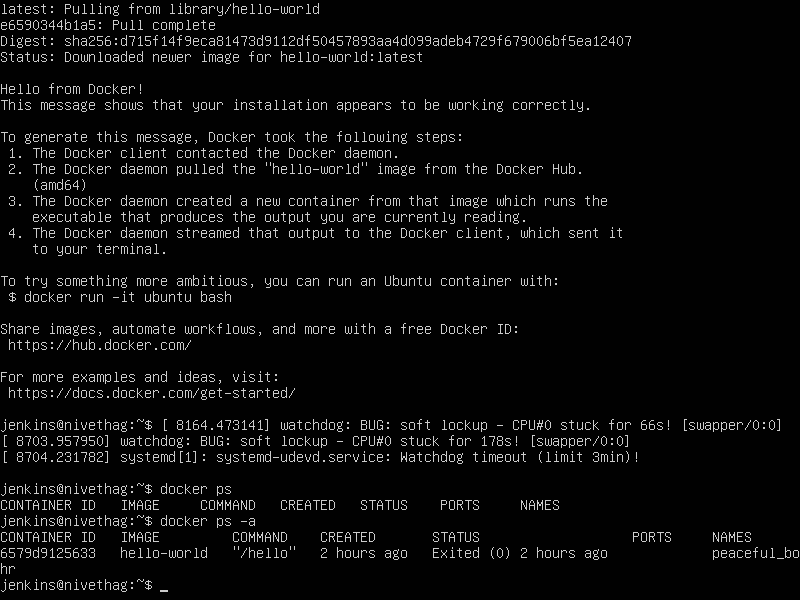 latest: Pulling from library/hello-world
e6590344b1a5: Pull complete
Digest: sha256:d715f14f9eca81473d9112df50457893aa4d099adeb4729f679006bf5ea12407
Status: Downloaded newer image for hello-world:latest
Hello from Docker!
This message shows that your installation appears to be working correctly.
To generate this message, Docker took the following steps:
1. The Docker client contacted the Docker daemon.
2. The Docker daemon pulled the "hello-world" image from the Docker Hub.
(amd64)
3. The Docker daemon created a new container from that image which runs the
executable that produces the output you are currently reading.
4. The Docker daemon streamed that output to the Docker client, which sent it
to your terminal.
To try something more ambitious, you can run an Ubuntu container with:
$ docker run -it ubuntu bash
Share images, automate workflows, and more with a free Docker ID:
https://hub.docker.com/
For more examples and ideas, visit:
https://docs.docker.com/get-started/
jenkins@nivethag:~$ [ 8164.473141] watchdog: BUG: soft lockup - CPU#0 stuck for 66s! [swapper/0:0]
[ 8703.957950] watchdog: BUG: soft lockup - CPU#0 stuck for 178s! [swapper/0:0]
[ 8704.231782] systemd[1]: systemd-udevd.service: Watchdog timeout (limit 3min)!
jenkins@nivethag:~$ docker ps
CONTAINER ID   IMAGE     COMMAND   CREATED   STATUS    PORTS     NAMES
jenkins@nivethag:~$ docker ps -a
CONTAINER ID   IMAGE         COMMAND    CREATED       STATUS                   PORTS     NAMES
6579d9125633   hello-world   "/hello"   2 hours ago   Exited (0) 2 hours ago             peaceful_bo
hr
jenkins@nivethag:~$ _